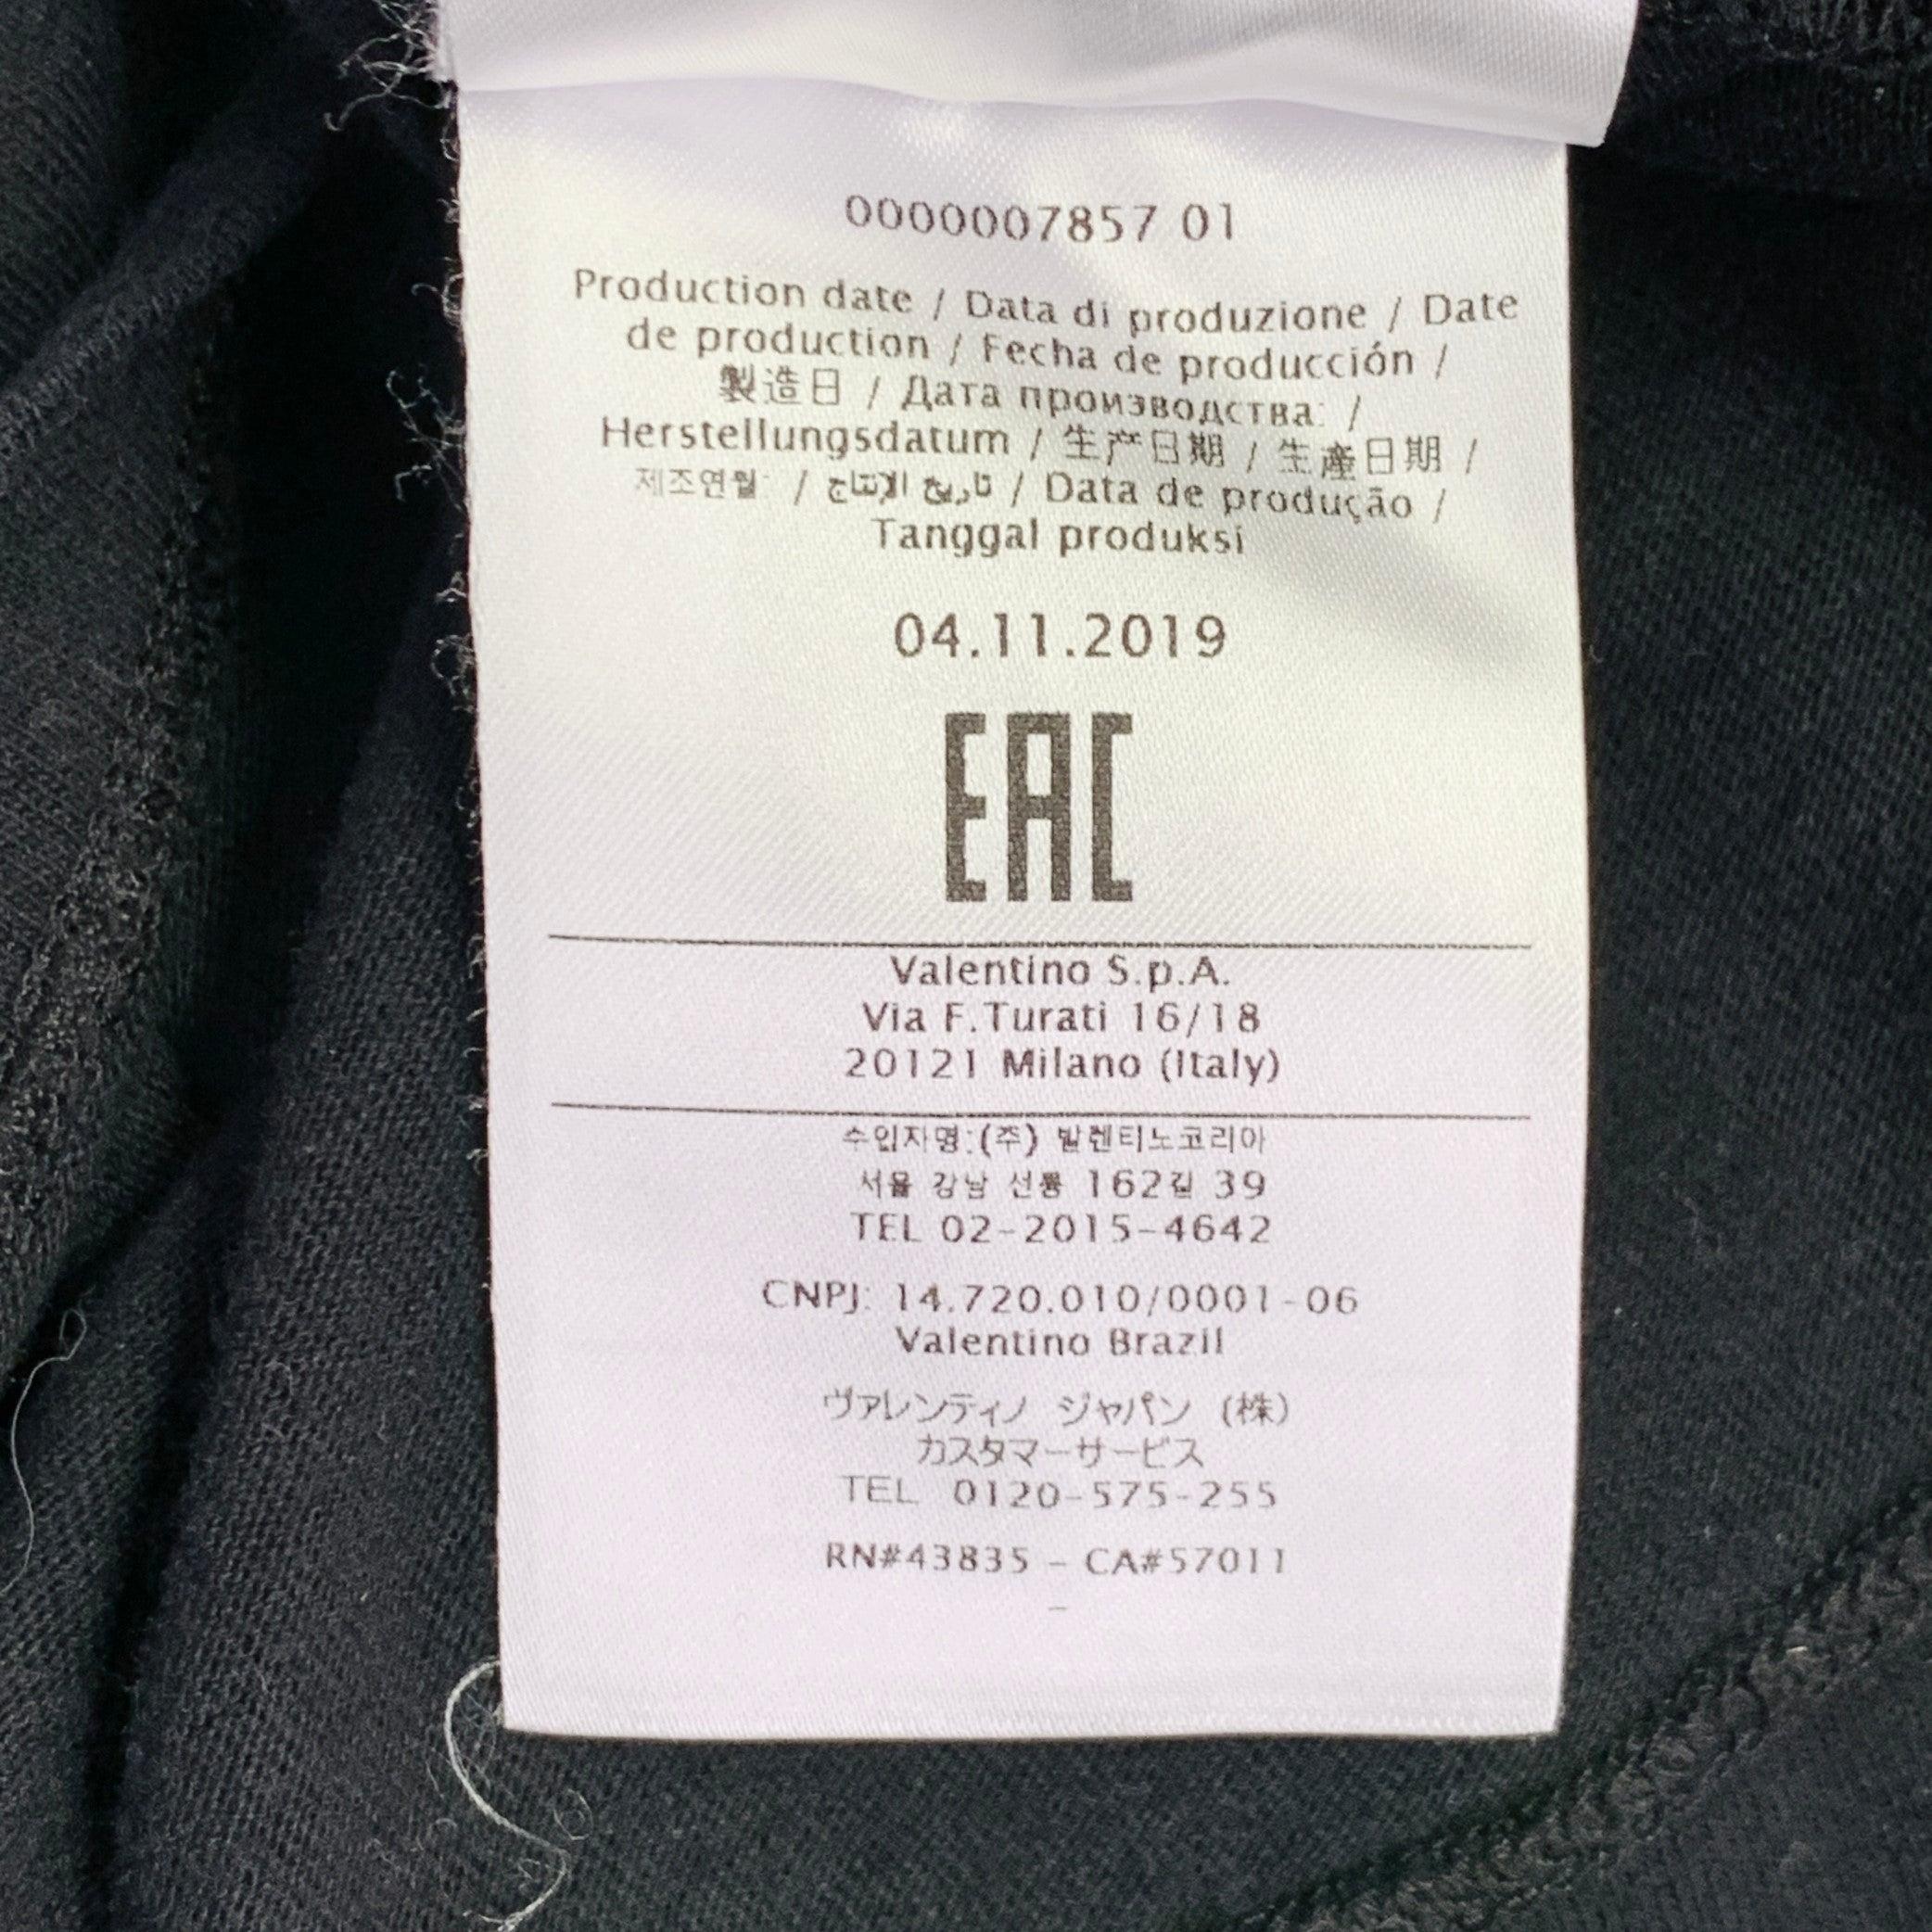 0000007857 01
Production date / Data di produzione / Date
de production / Fecha de producción /
製造日 / Дата производства: /
Herstellungsdatum / 生产日期 / 生產日期 /
제조연월: / تاريخ الإنتاج / Data de produção /
Tanggal produksi
04.11.2019
EAC
Valentino S.p.A.
Via F.Turati 16/18
20121 Milano (Italy)
수입자명:(주) 발렌티노코리아
서울 강남 선릉 162길 39
TEL 02-2015-4642
CNPJ: 14.720.010/0001-06
Valentino Brazil
ヴァレンティノ ジャパン (株)
カスタマーサービス
TEL 0120-575-255
RN#43835 - CA#57011
-